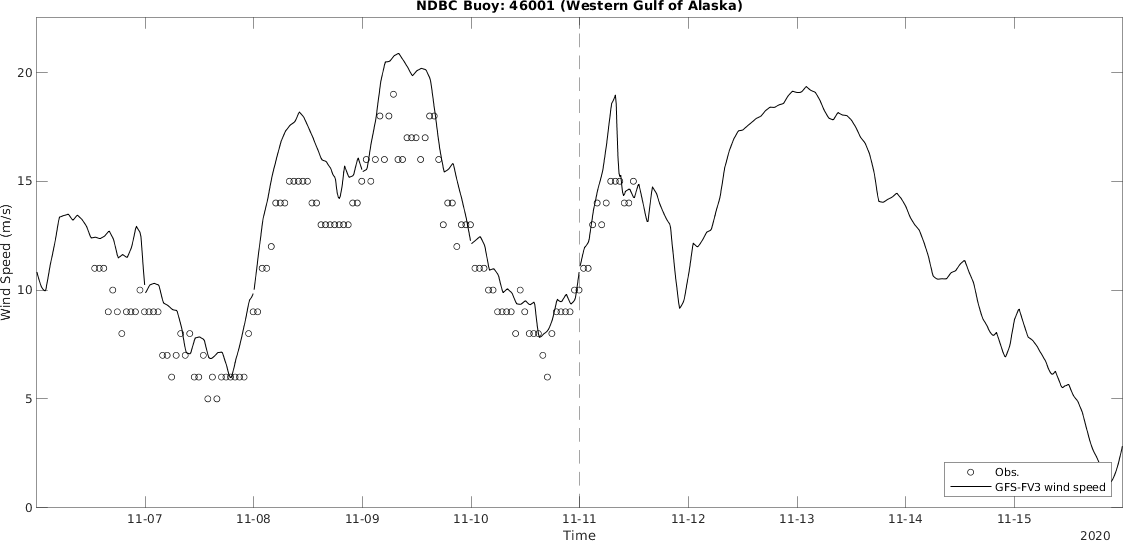 NDBC Buoy: 46001 (Western Gulf of Alaska)
20
15
10
5
0
Wind Speed (m/s)
Obs.
GFS-FV3 wind speed
11-07 11-08 11-09 11-10 11-11 11-12 11-13 11-14 11-15
Time
2020